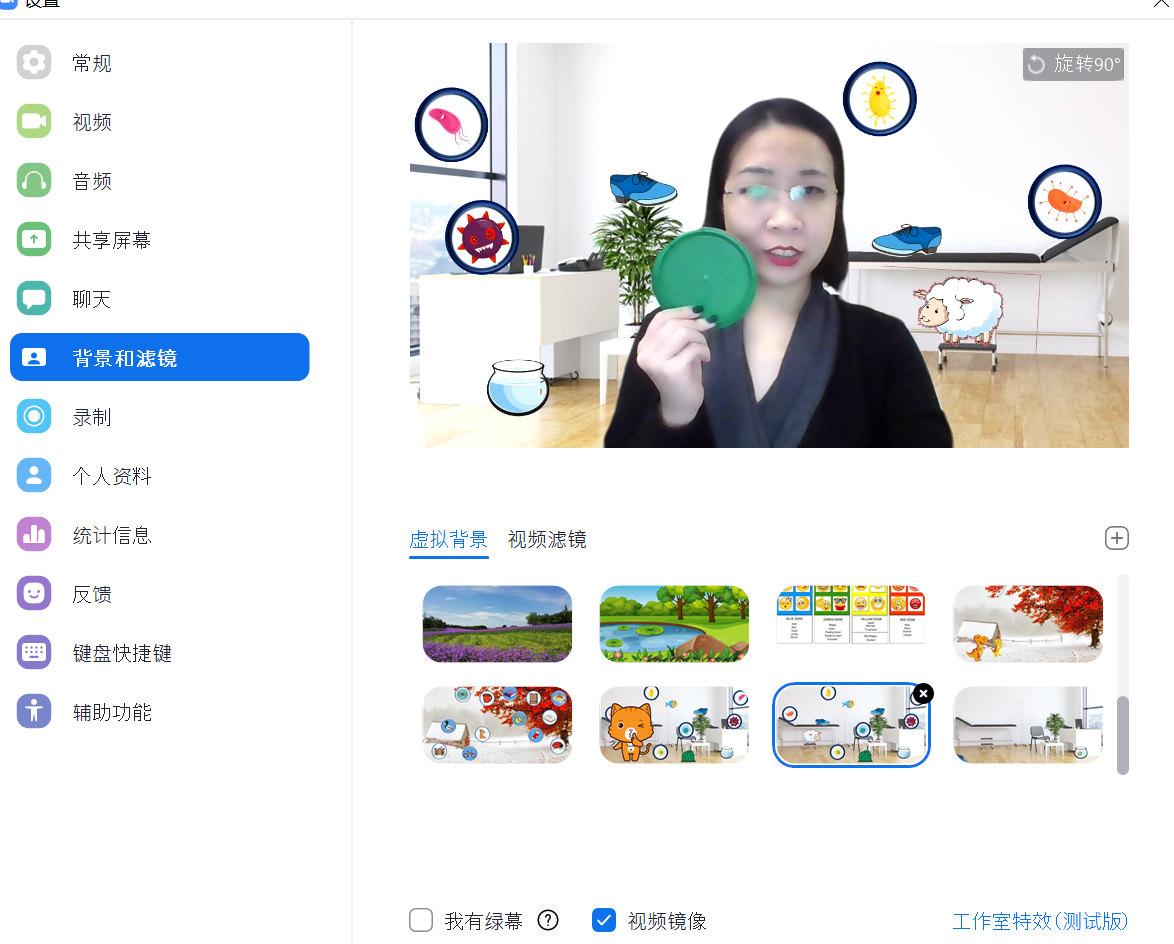 设置
常规
视频
音频
共享屏幕
聊天
背景和滤镜
录制
个人资料
统计信息
反馈
键盘快捷键
辅助功能
旋转90°
虚拟背景 视频滤镜
BLUE ZONE GREEN ZONE YELLOW ZONE RED ZONE
我有绿幕 ? 视频镜像 工作室特效(测试版)